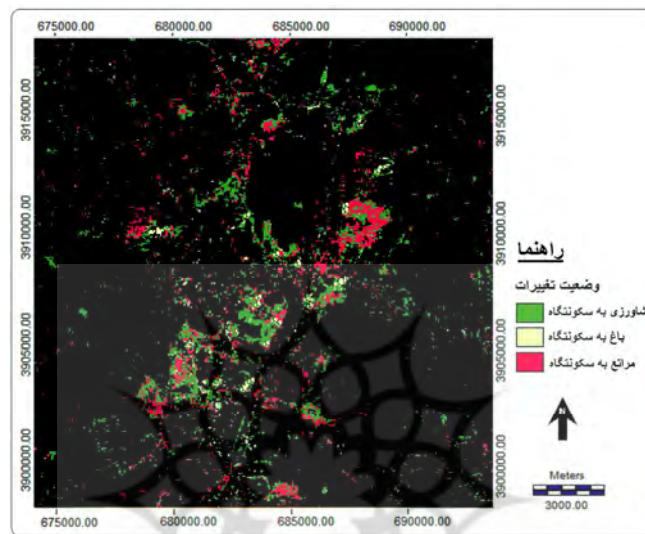 675000.00 680000.00 685000.00 690000.00
3915000.00 3915000.00
3910000.00 3910000.00
3905000.00 3905000.00
3900000.00 3900000.00
675000.00 680000.00 685000.00 690000.00
راهنما
وضعیت تغییرات
شاورزی به سکونتگاه
باغ به سکونتگاه
مراتع به سکونتگاه
N
Meters
3000.00